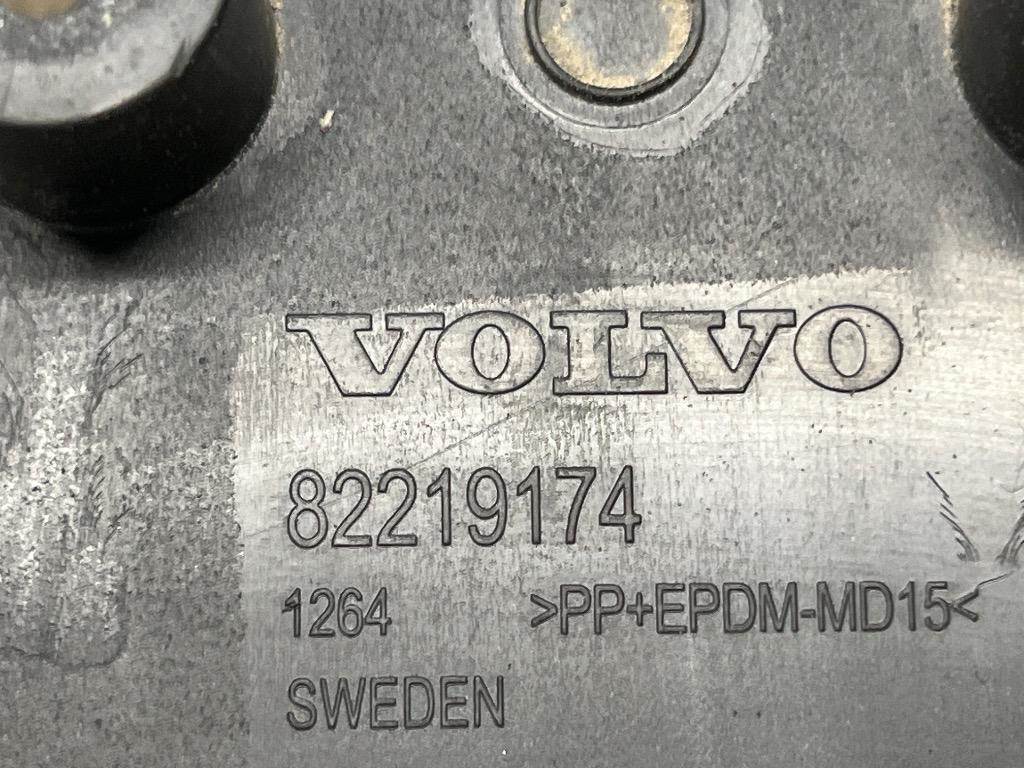 VOLVO
82219174
1264 >PP+EPDM-MD15<
SWEDEN